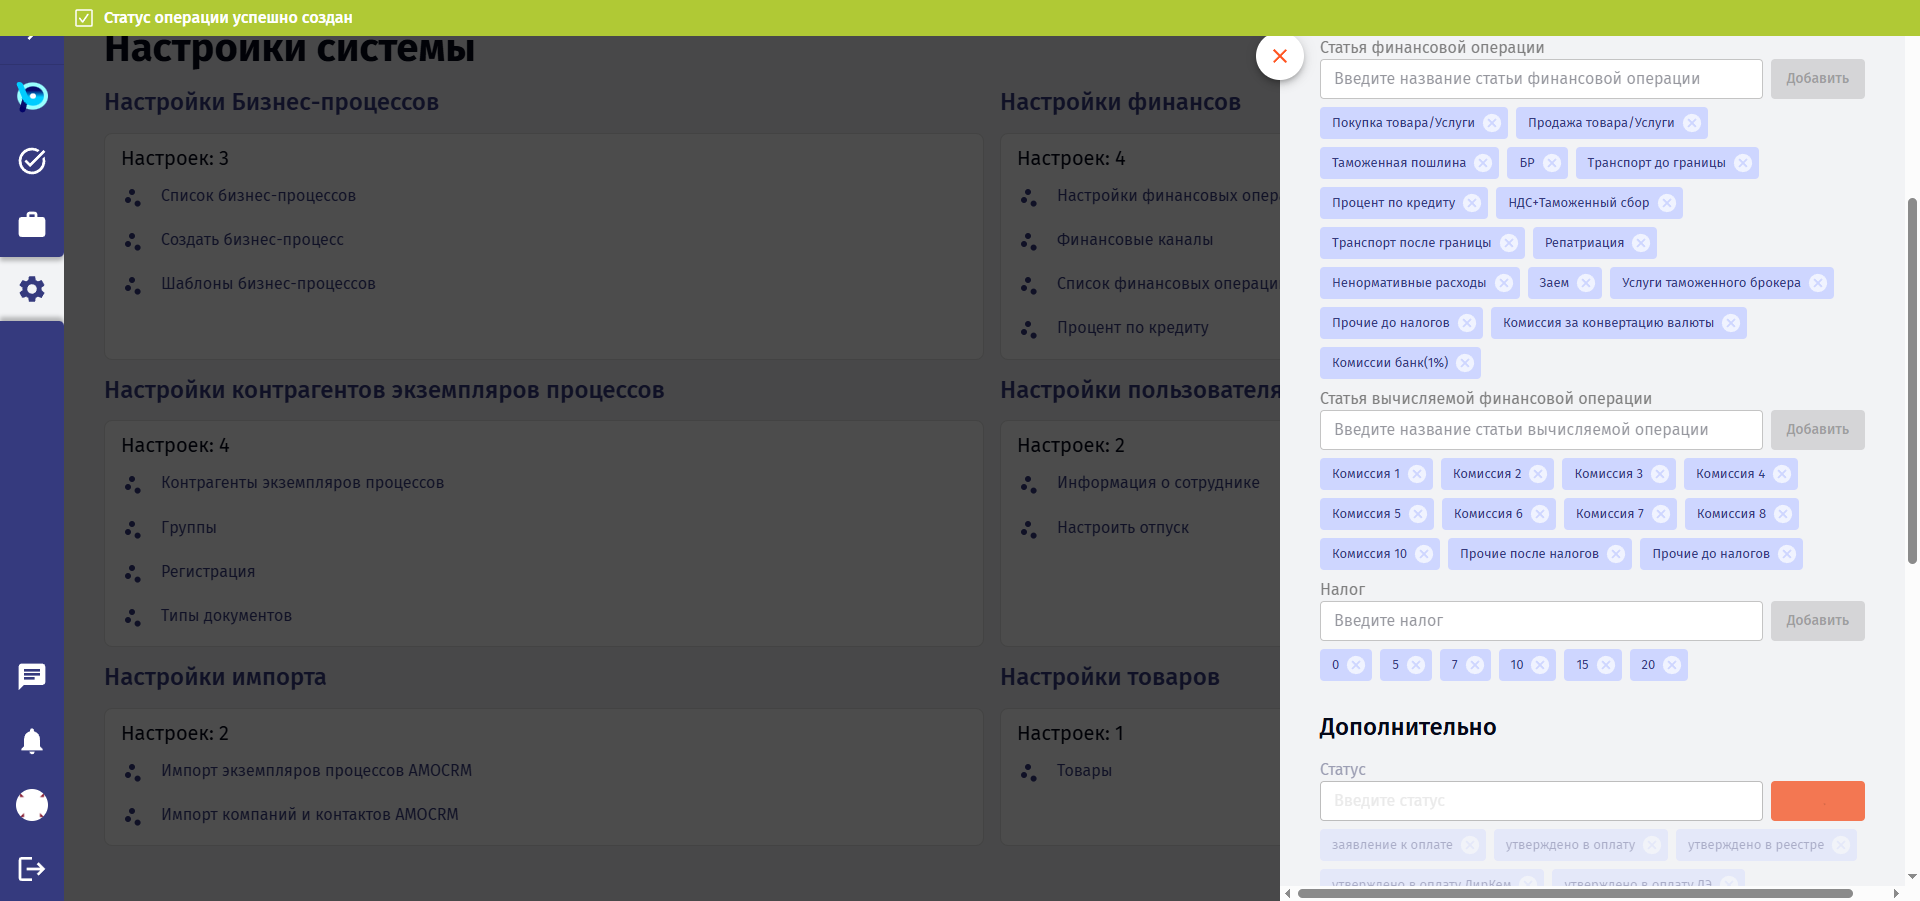 Статус операции успешно создан
Настройки системы
Настройки Бизнес-процессов
Настроек: 3
Список бизнес-процессов
Создать бизнес-процесс
Шаблоны бизнес-процессов
Настройки финансов
Настроек: 4
Настройки финансовых опер
Финансовые каналы
Список финансовых операци
Процент по кредиту
Настройки контрагентов экземпляров процессов
Настроек: 4
Контрагенты экземпляров процессов
Группы
Регистрация
Типы документов
Настройки пользователя
Настроек: 2
Информация о сотруднике
Настроить отпуск
Настройки импорта
Настроек: 2
Импорт экземпляров процессов AMOCRM
Импорт компаний и контактов AMOCRM
Настройки товаров
Настроек: 1
Товары
Статья финансовой операции
Введите название статьи финансовой операции Добавить
Покупка товара/Услуги Продажа товара/Услуги
Таможенная пошлина БР Транспорт до границы
Процент по кредиту НДС+Таможенный сбор
Транспорт после границы Репатриация
Ненормативные расходы Заем Услуги таможенного брокера
Прочие до налогов Комиссия за конвертацию валюты
Комиссии банк(1%)
Статья вычисляемой финансовой операции
Введите название статьи вычисляемой операции Добавить
Комиссия 1 Комиссия 2 Комиссия 3 Комиссия 4
Комиссия 5 Комиссия 6 Комиссия 7 Комиссия 8
Комиссия 10 Прочие после налогов Прочие до налогов
Налог
Введите налог Добавить
0 5 7 10 15 20
Дополнительно
Статус
Введите статус
заявление к оплате утверждено в оплату утверждено в реестре
утверждено в оплату ДирКем утверждено в оплату ДЭ